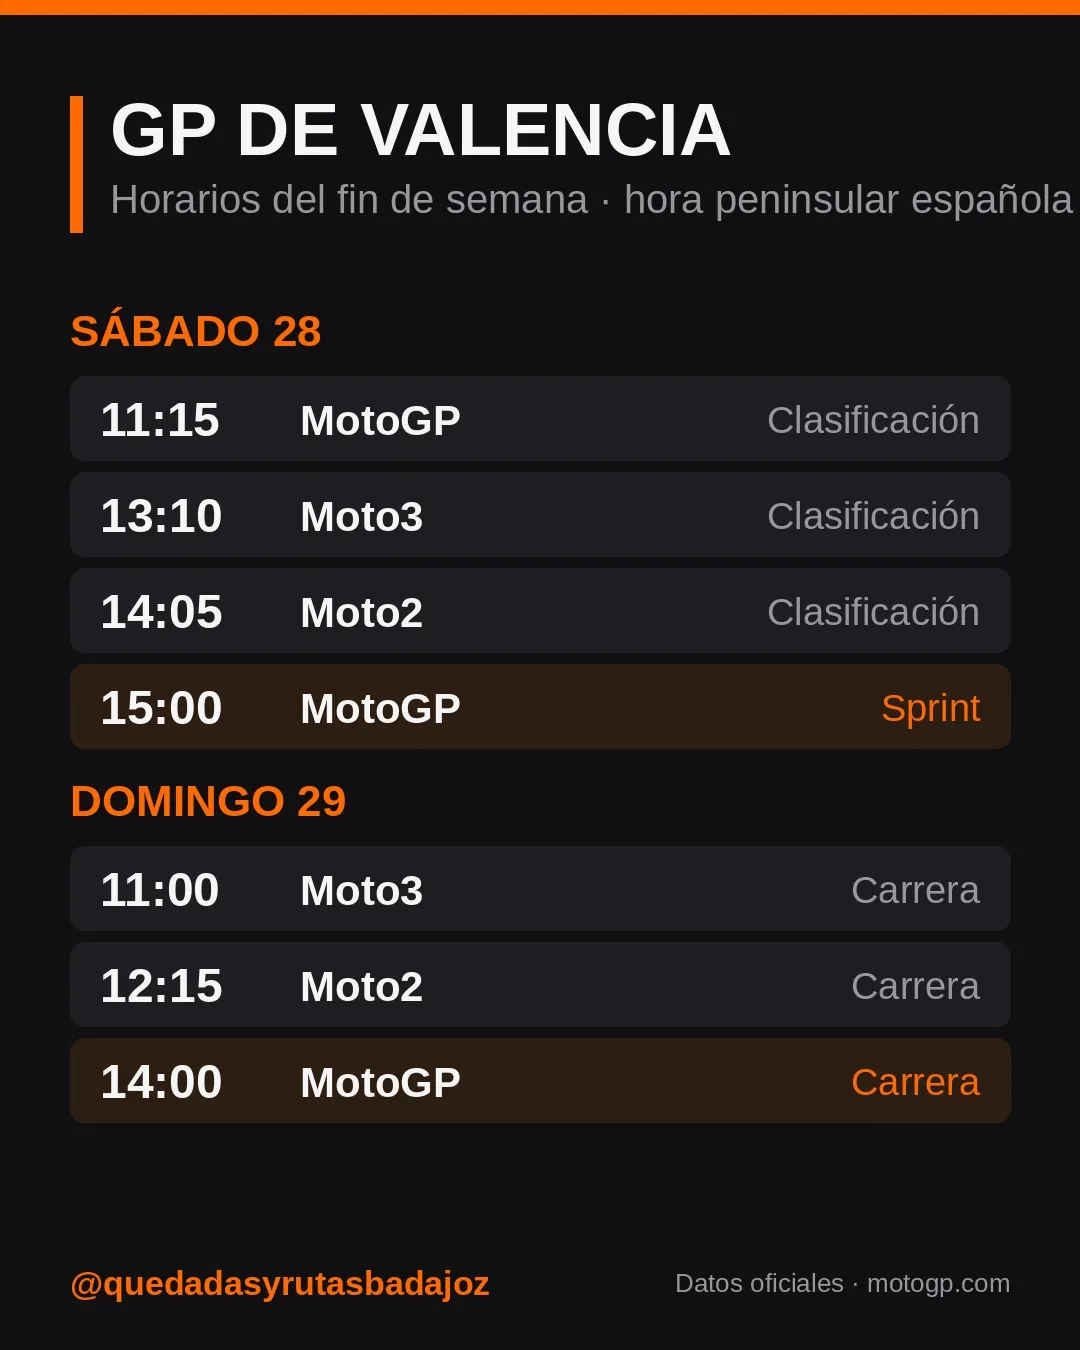 GP DE VALENCIA
Horarios del fin de semana · hora peninsular española
SÁBADO 28
11:15 MotoGP Clasificación
13:10 Moto3 Clasificación
14:05 Moto2 Clasificación
15:00 MotoGP Sprint
DOMINGO 29
11:00 Moto3 Carrera
12:15 Moto2 Carrera
14:00 MotoGP Carrera
@quedadasyrutasbadajoz Datos oficiales · motogp.com